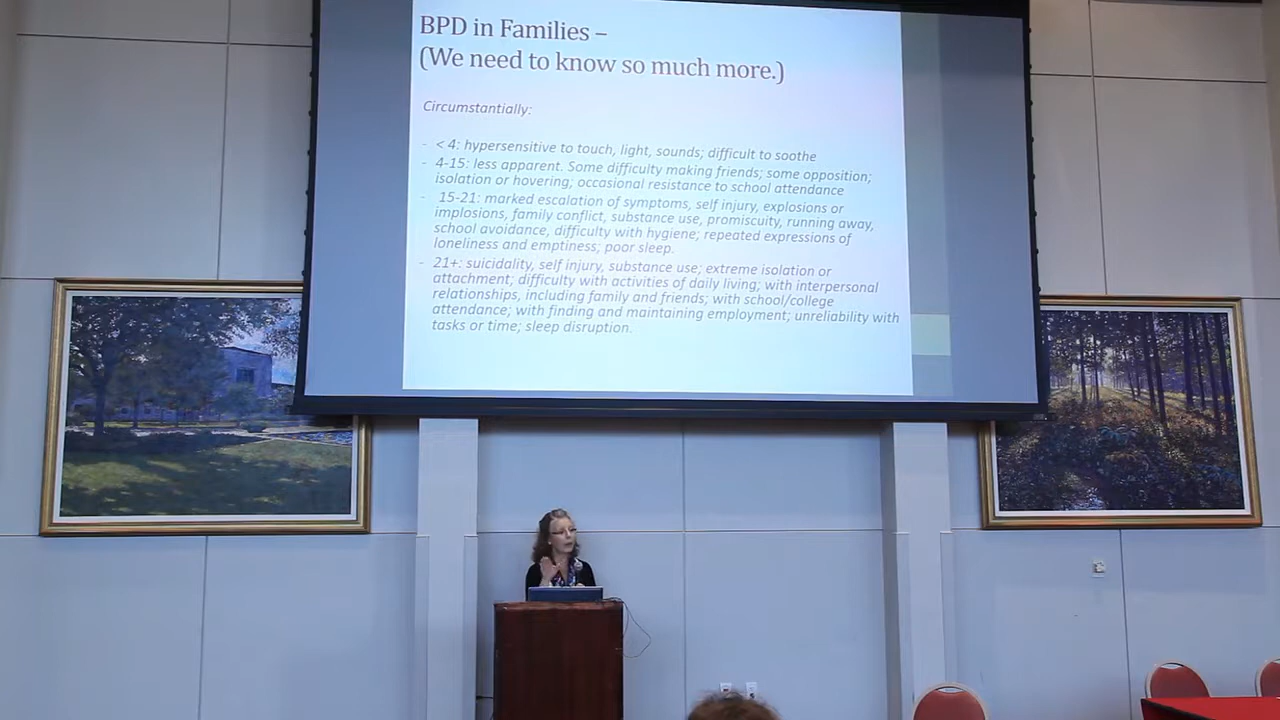 BPD in Families –
(We need to know so much more.)
Circumstantially:
- < 4: hypersensitive to touch, light, sounds; difficult to soothe
- 4-15: less apparent. Some difficulty making friends; some opposition;
isolation or hovering; occasional resistance to school attendance
- 15-21: marked escalation of symptoms, self injury, explosions or
implosions, family conflict, substance use, promiscuity, running away,
school avoidance, difficulty with hygiene; repeated expressions of
loneliness and emptiness; poor sleep.
- 21+: suicidality, self injury, substance use; extreme isolation or
attachment; difficulty with activities of daily living; with interpersonal
relationships, including family and friends; with school/college
attendance; with finding and maintaining employment; unreliability with
tasks or time; sleep disruption.